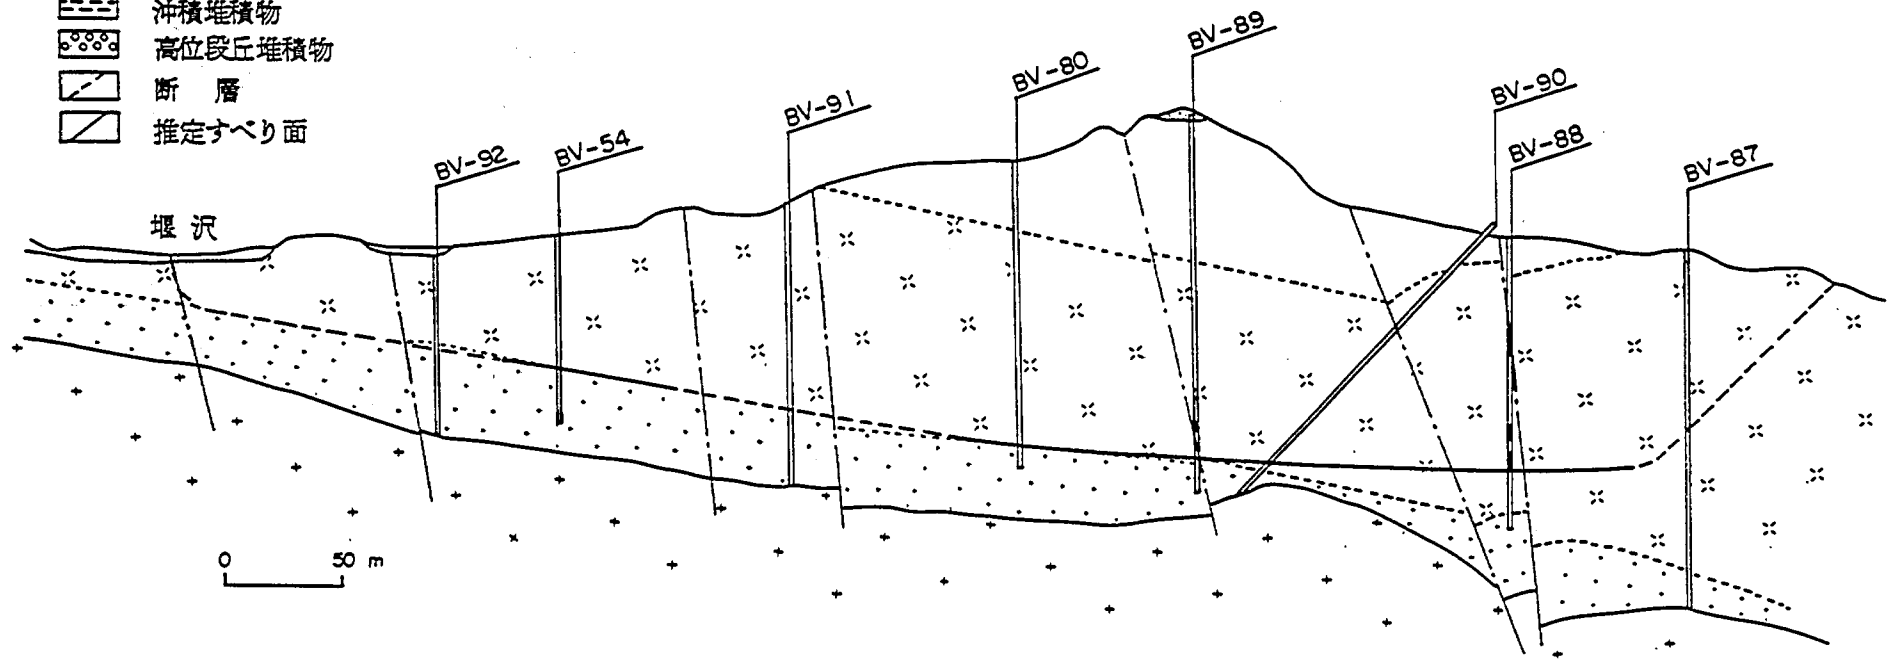 沖積堆積物
高位段丘堆積物
断 層
推定すべり面
BV-92
BV-54
BV-91
BV-80
BV-89
BV-90
BV-88
BV-87
堰 沢
0 50 m